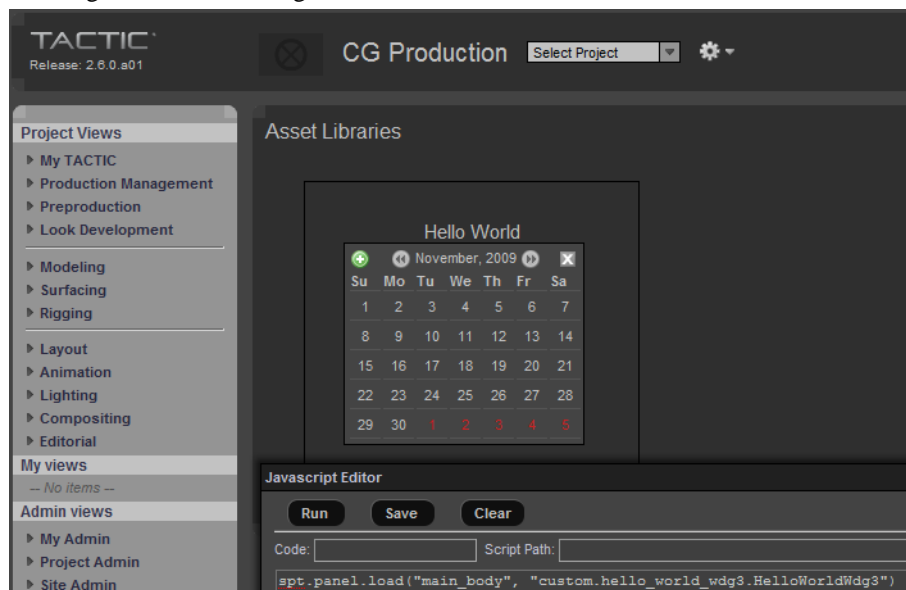 TACTIC
Release: 2.6.0.a01
CG Production
Select Project
Project Views
My TACTIC
Production Management
Preproduction
Look Development
Modeling
Surfacing
Rigging
Layout
Animation
Lighting
Compositing
Editorial
My views
-- No items --
Admin views
My Admin
Project Admin
Site Admin
Asset Libraries
Hello World
November, 2009
Su Mo Tu We Th Fr Sa
1 2 3 4 5 6 7
8 9 10 11 12 13 14
15 16 17 18 19 20 21
22 23 24 25 26 27 28
29 30 1 2 3 4 5
Javascript Editor
Run Save Clear
Code: Script Path:
spt.panel.load("main_body", "custom.hello_world_wdg3.HelloWorldWdg3")